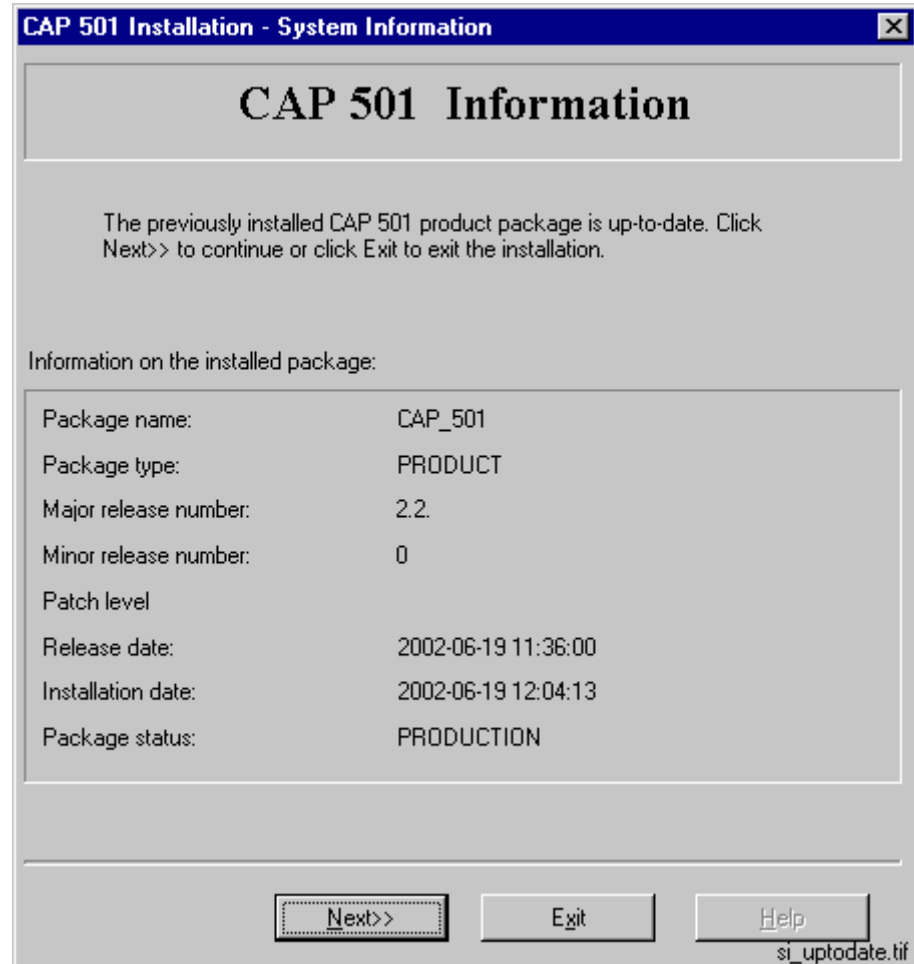 CAP 501 Installation - System Information
CAP 501 Information
The previously installed CAP 501 product package is up-to-date. Click
Next>> to continue or click Exit to exit the installation.
Information on the installed package:
Package name: CAP_501
Package type: PRODUCT
Major release number: 2.2.
Minor release number: 0
Patch level
Release date: 2002-06-19 11:36:00
Installation date: 2002-06-19 12:04:13
Package status: PRODUCTION
Next>> Exit Help
si_uptodate.tif